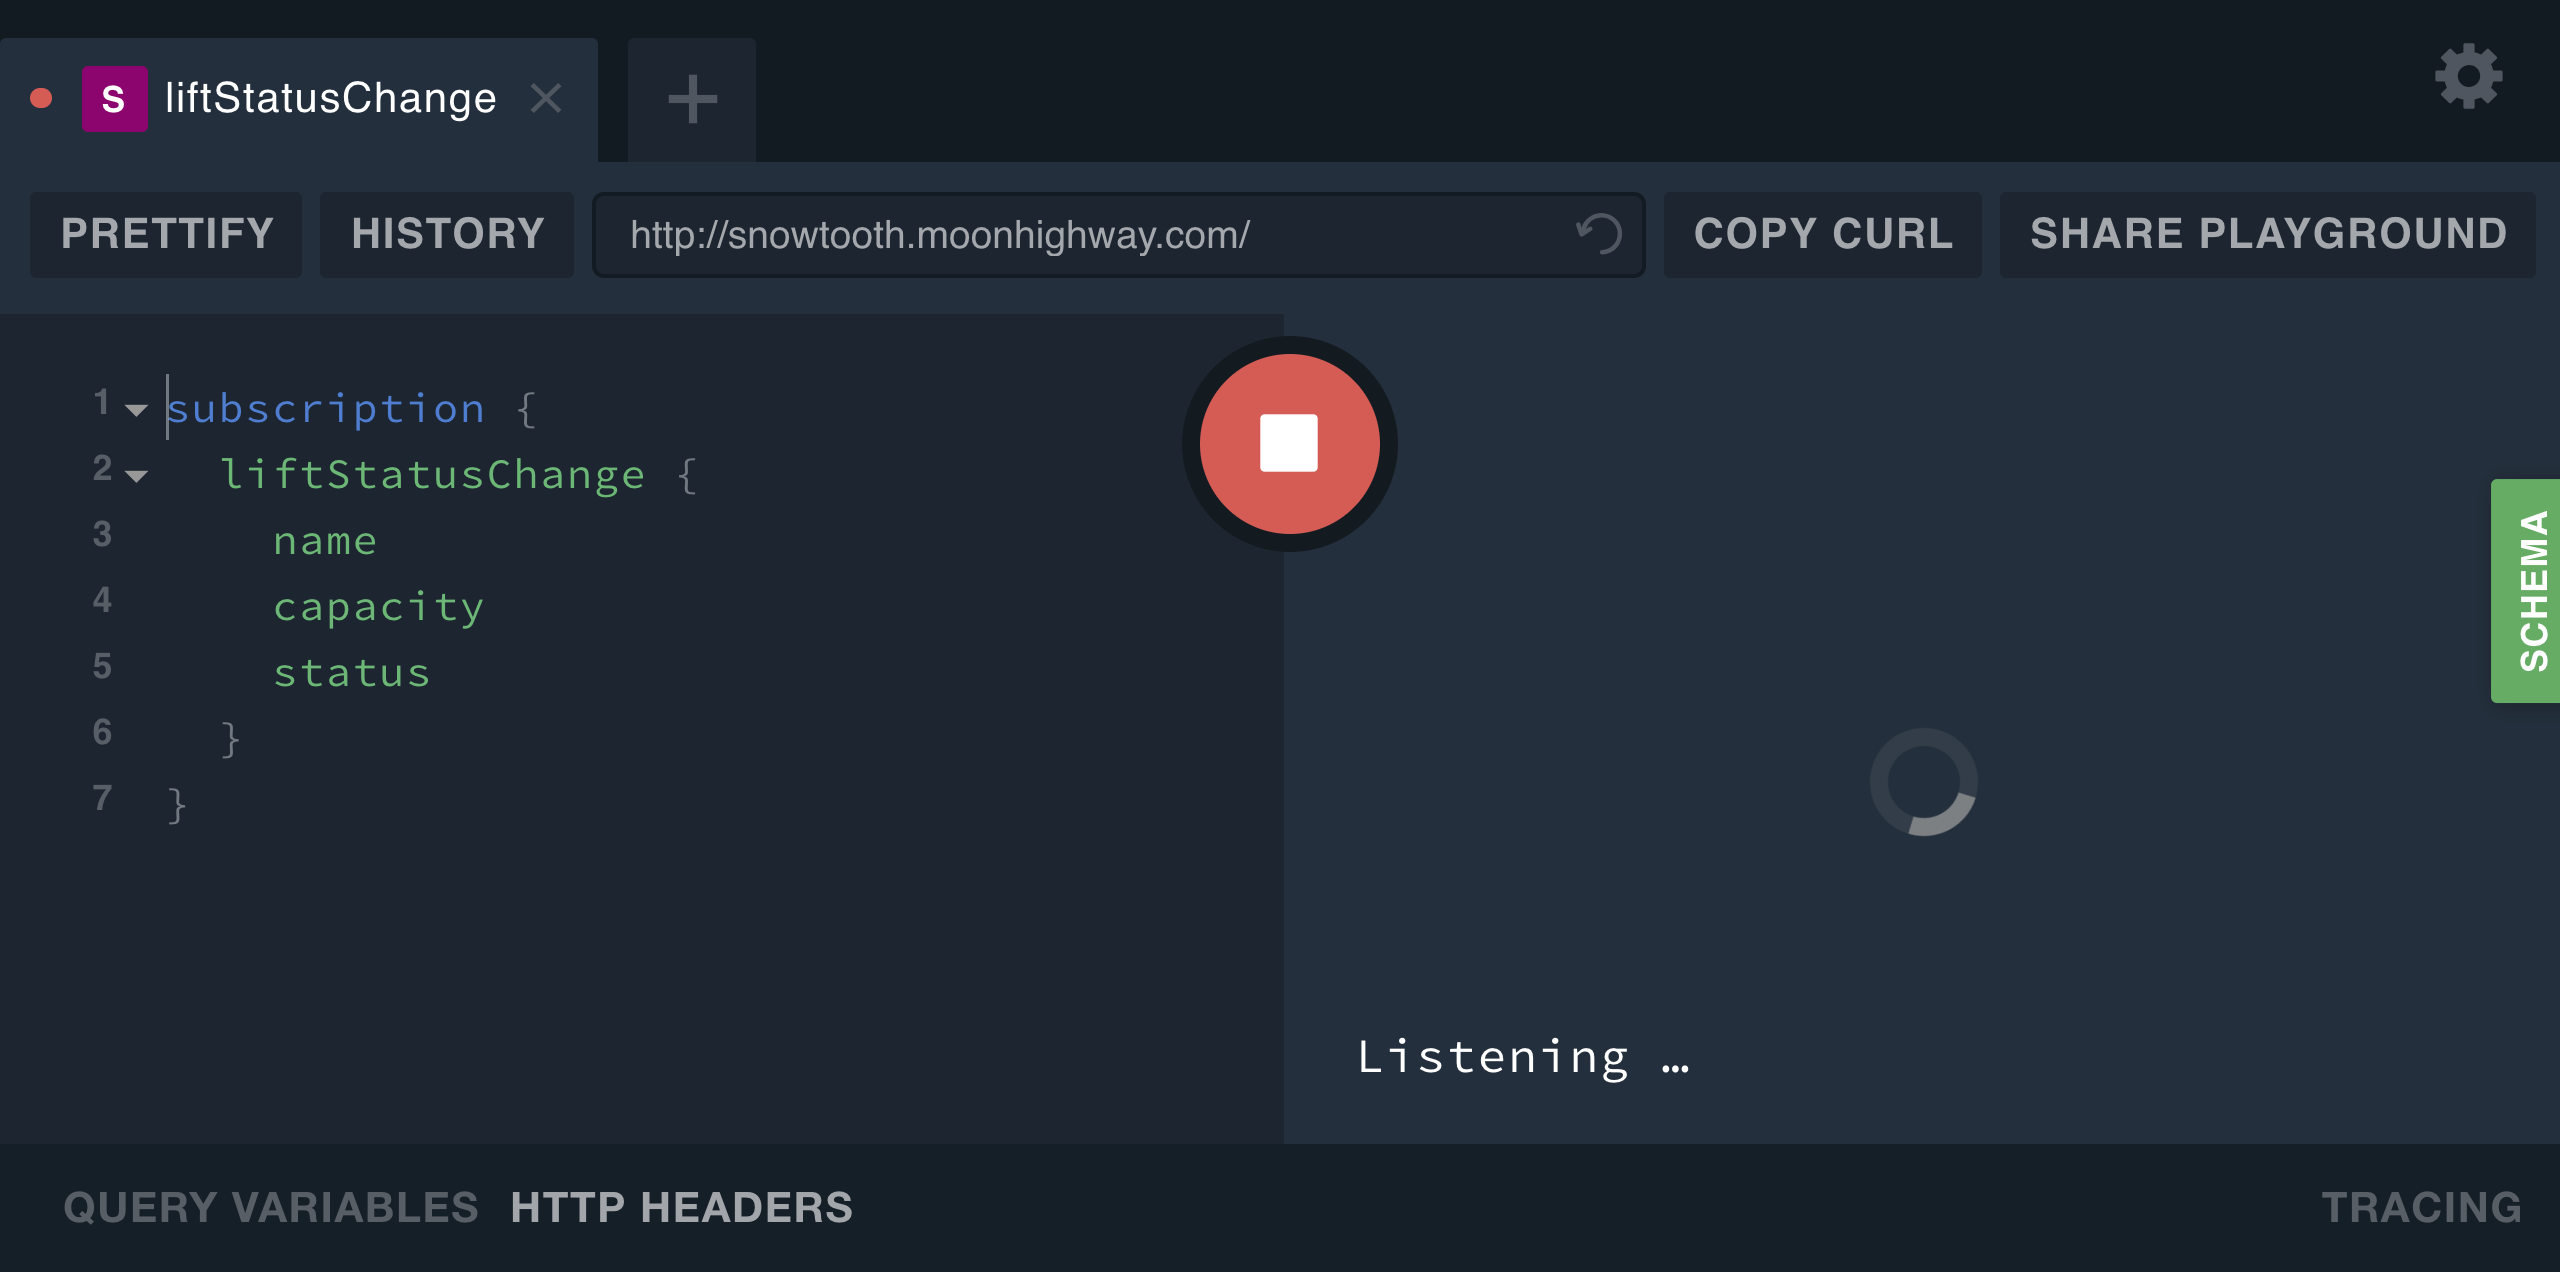 S liftStatusChange
PRETTIFY HISTORY http://snowtooth.moonhighway.com/ COPY CURL SHARE PLAYGROUND
1 subscription {
2 liftStatusChange {
3 name
4 capacity
5 status
6 }
7 }
SCHEMA
Listening …
QUERY VARIABLES HTTP HEADERS TRACING